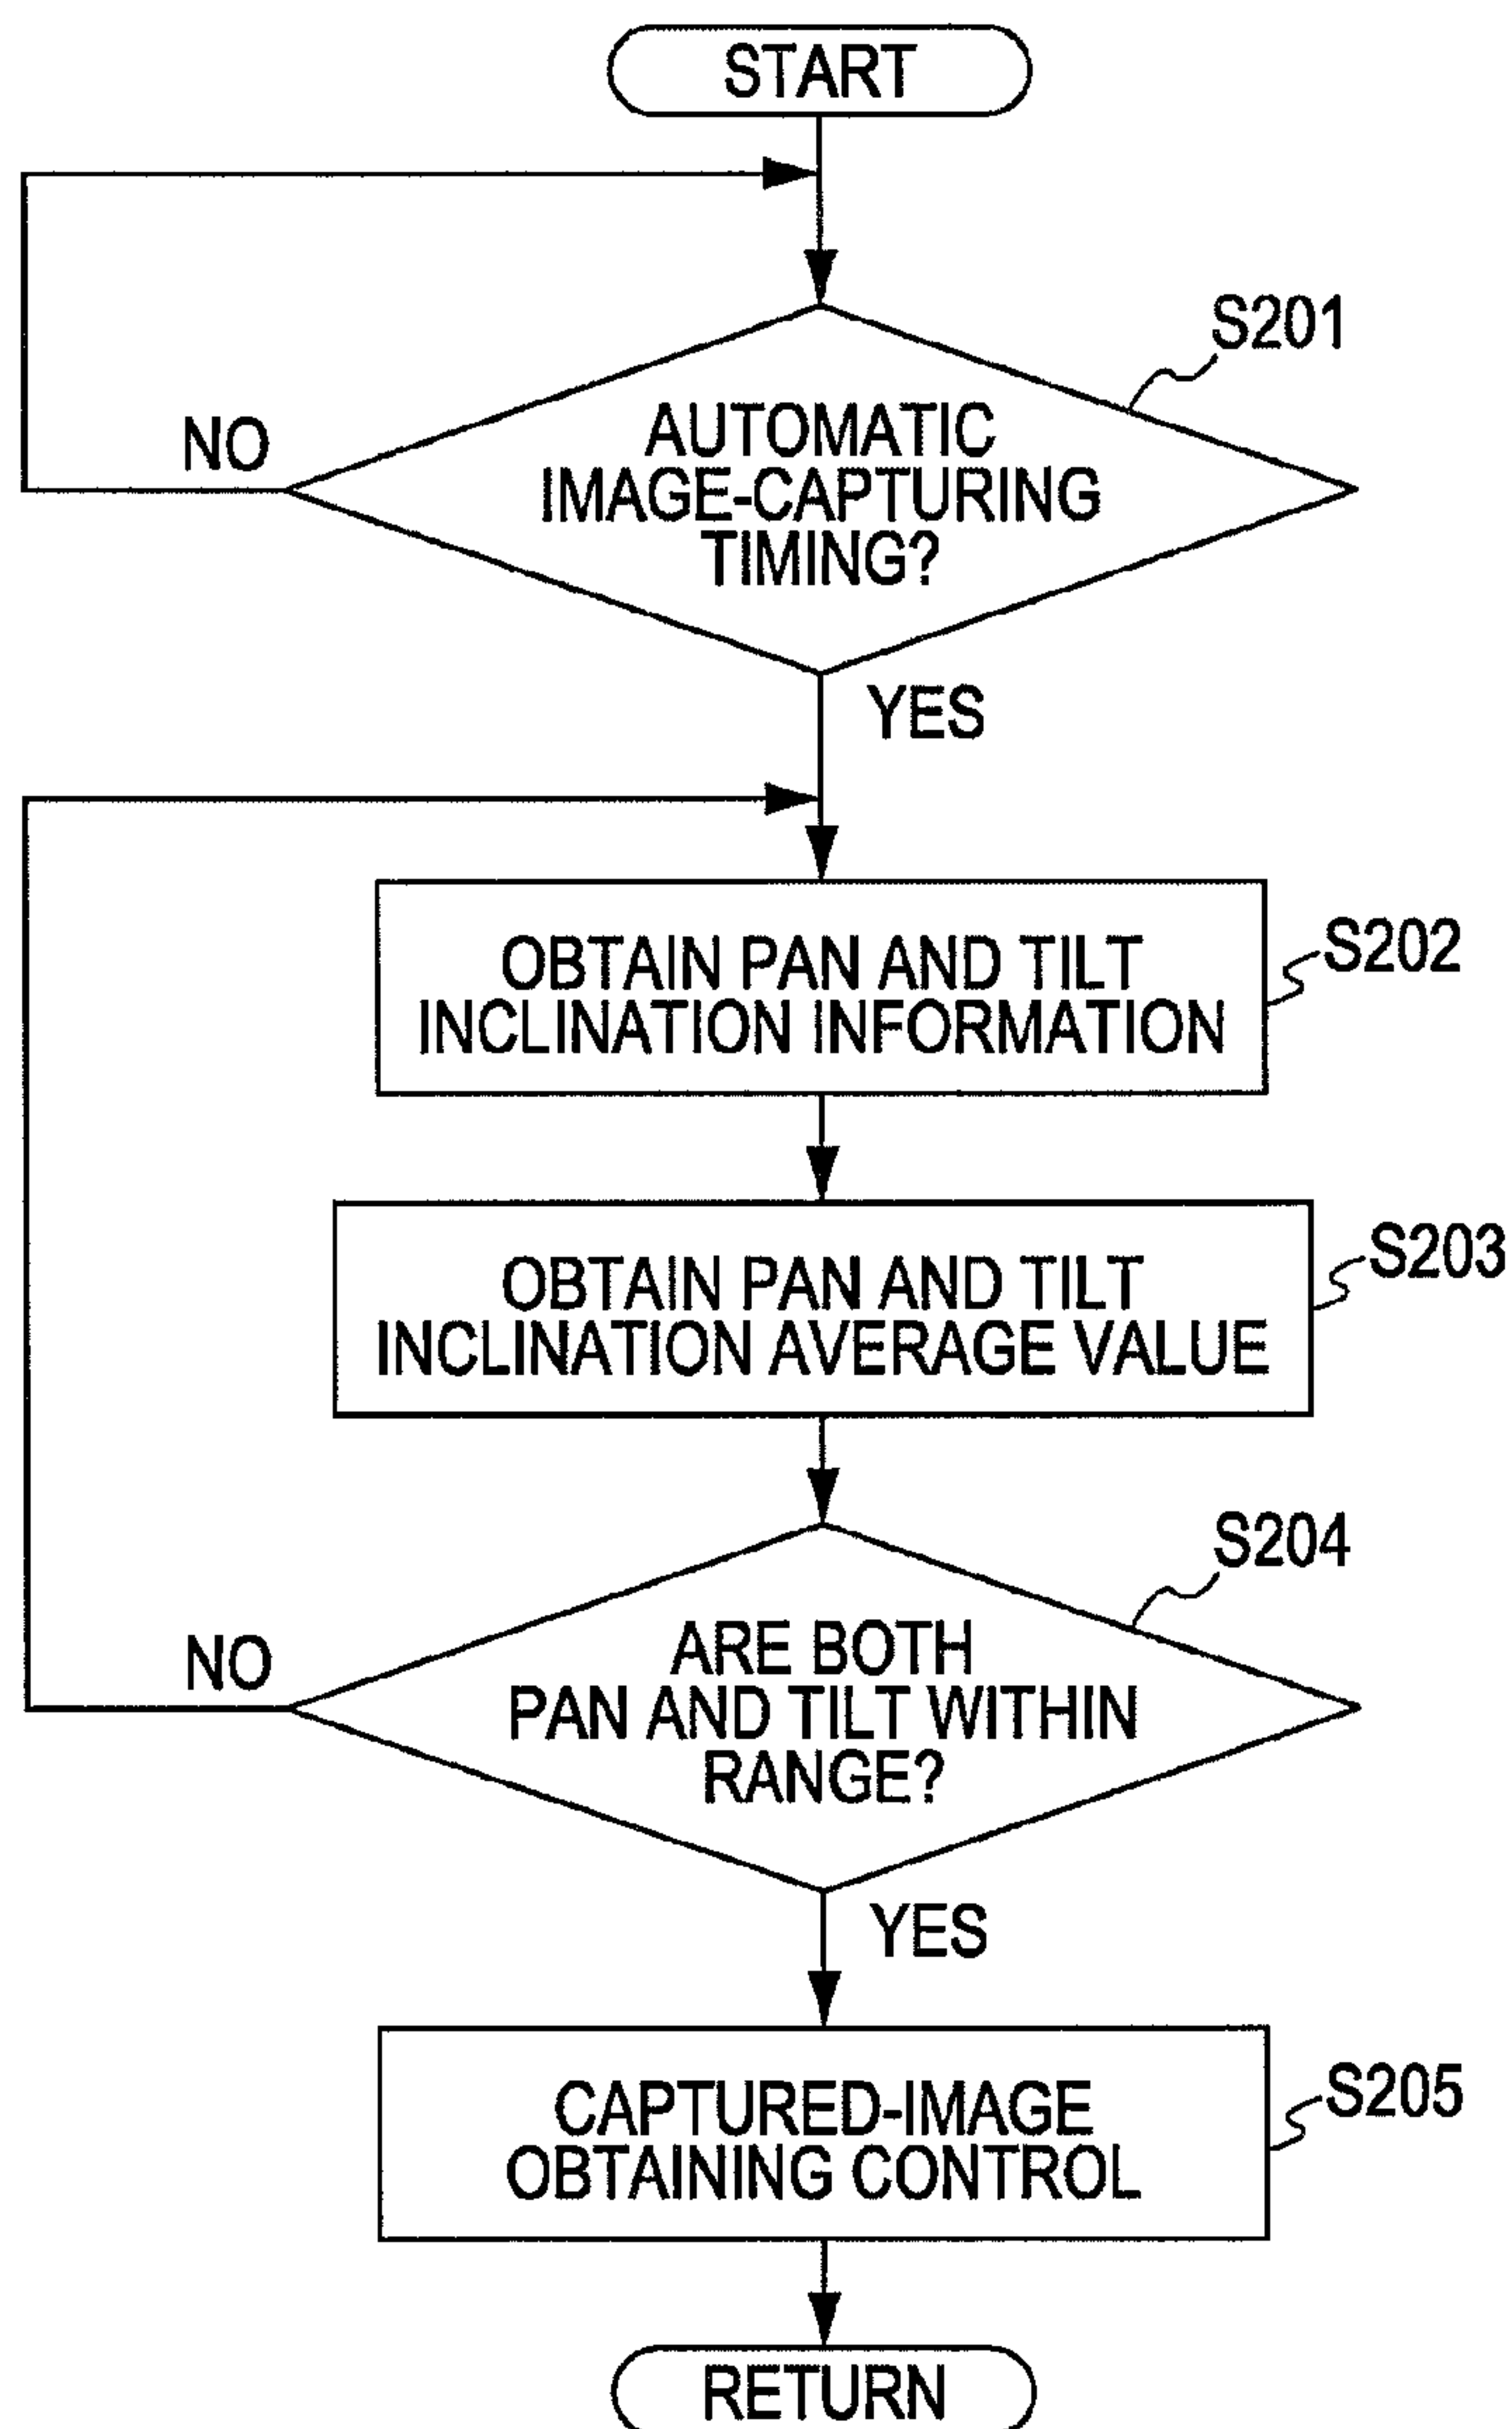 START
S201
AUTOMATIC
IMAGE-CAPTURING
TIMING?
NO
YES
OBTAIN PAN AND TILT
INCLINATION INFORMATION
S202
OBTAIN PAN AND TILT
INCLINATION AVERAGE VALUE
S203
S204
ARE BOTH
PAN AND TILT WITHIN
RANGE?
NO
YES
CAPTURED-IMAGE
OBTAINING CONTROL
S205
RETURN